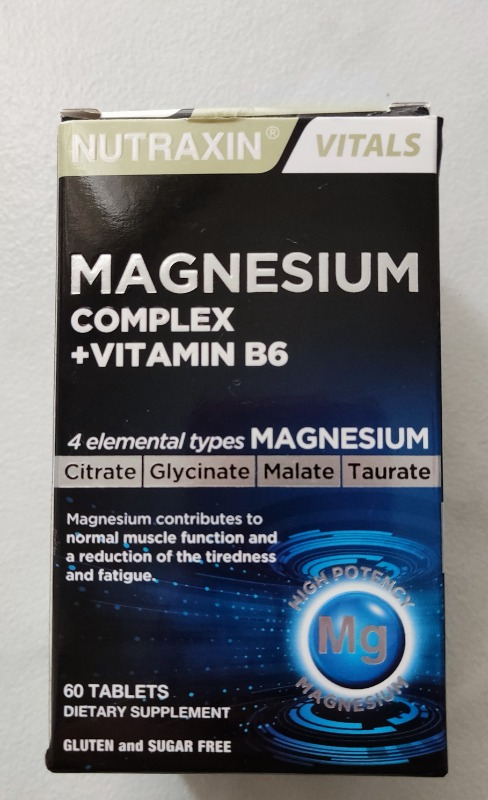 NUTRAXIN® VITALS
MAGNESIUM
COMPLEX
+VITAMIN B6
4 elemental types MAGNESIUM
Citrate Glycinate Malate Taurate
Magnesium contributes to
normal muscle function and
a reduction of the tiredness
and fatigue.
HIGH POTENCY
Mg
MAGNESIUM
60 TABLETS
DIETARY SUPPLEMENT
GLUTEN and SUGAR FREE